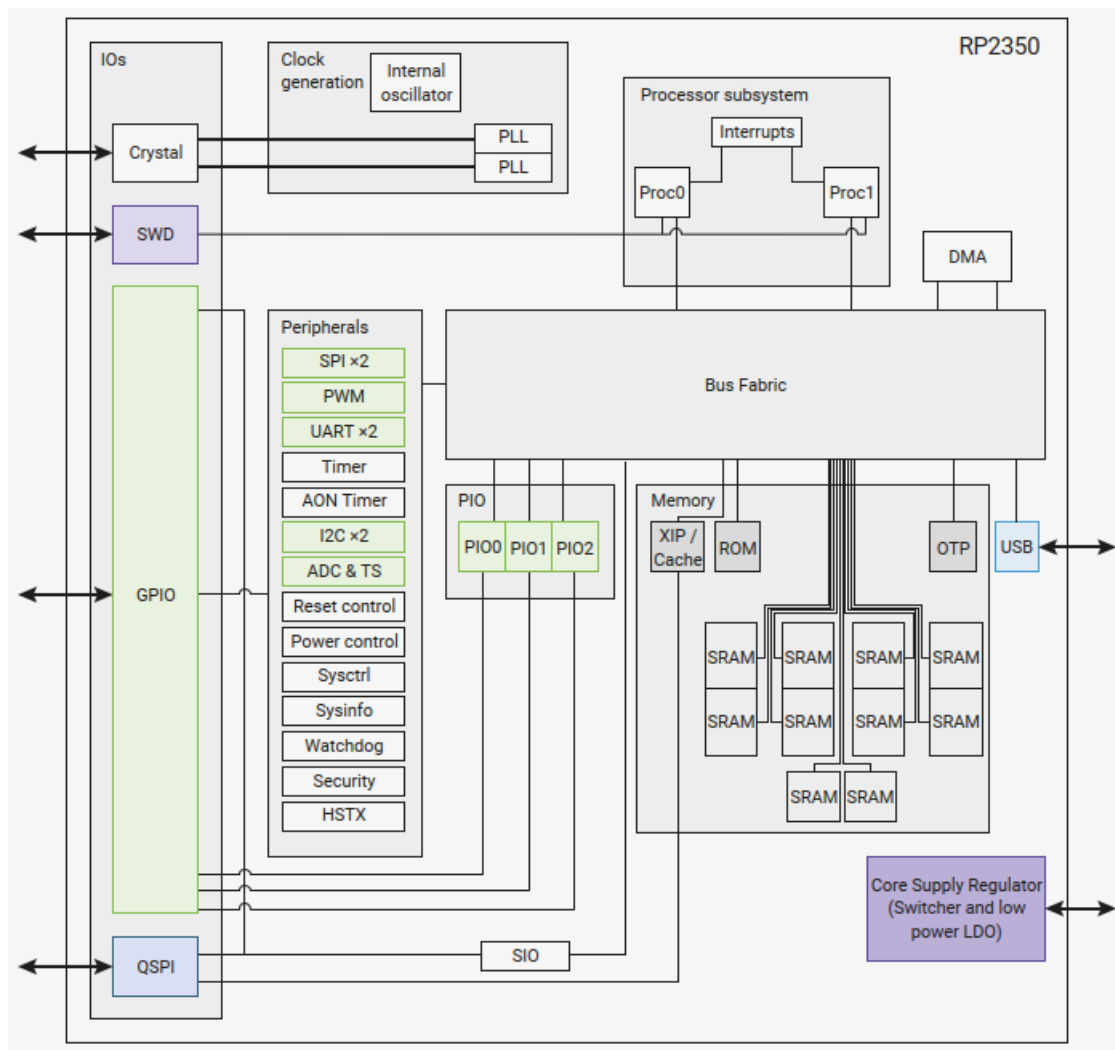 RP2350
IOs
Crystal
SWD
GPIO
QSPI
Clock
generation
Internal
oscillator
PLL
PLL
Processor subsystem
Interrupts
Proc0
Proc1
DMA
Peripherals
SPI ×2
PWM
UART ×2
Timer
AON Timer
I2C ×2
ADC & TS
Reset control
Power control
Sysctrl
Sysinfo
Watchdog
Security
HSTX
Bus Fabric
PIO
PIO0
PIO1
PIO2
Memory
XIP /
Cache
ROM
OTP
USB
SRAM
SRAM
SRAM
SRAM
SRAM
SRAM
SRAM
SRAM
SRAM
SRAM
SIO
Core Supply Regulator
(Switcher and low
power LDO)